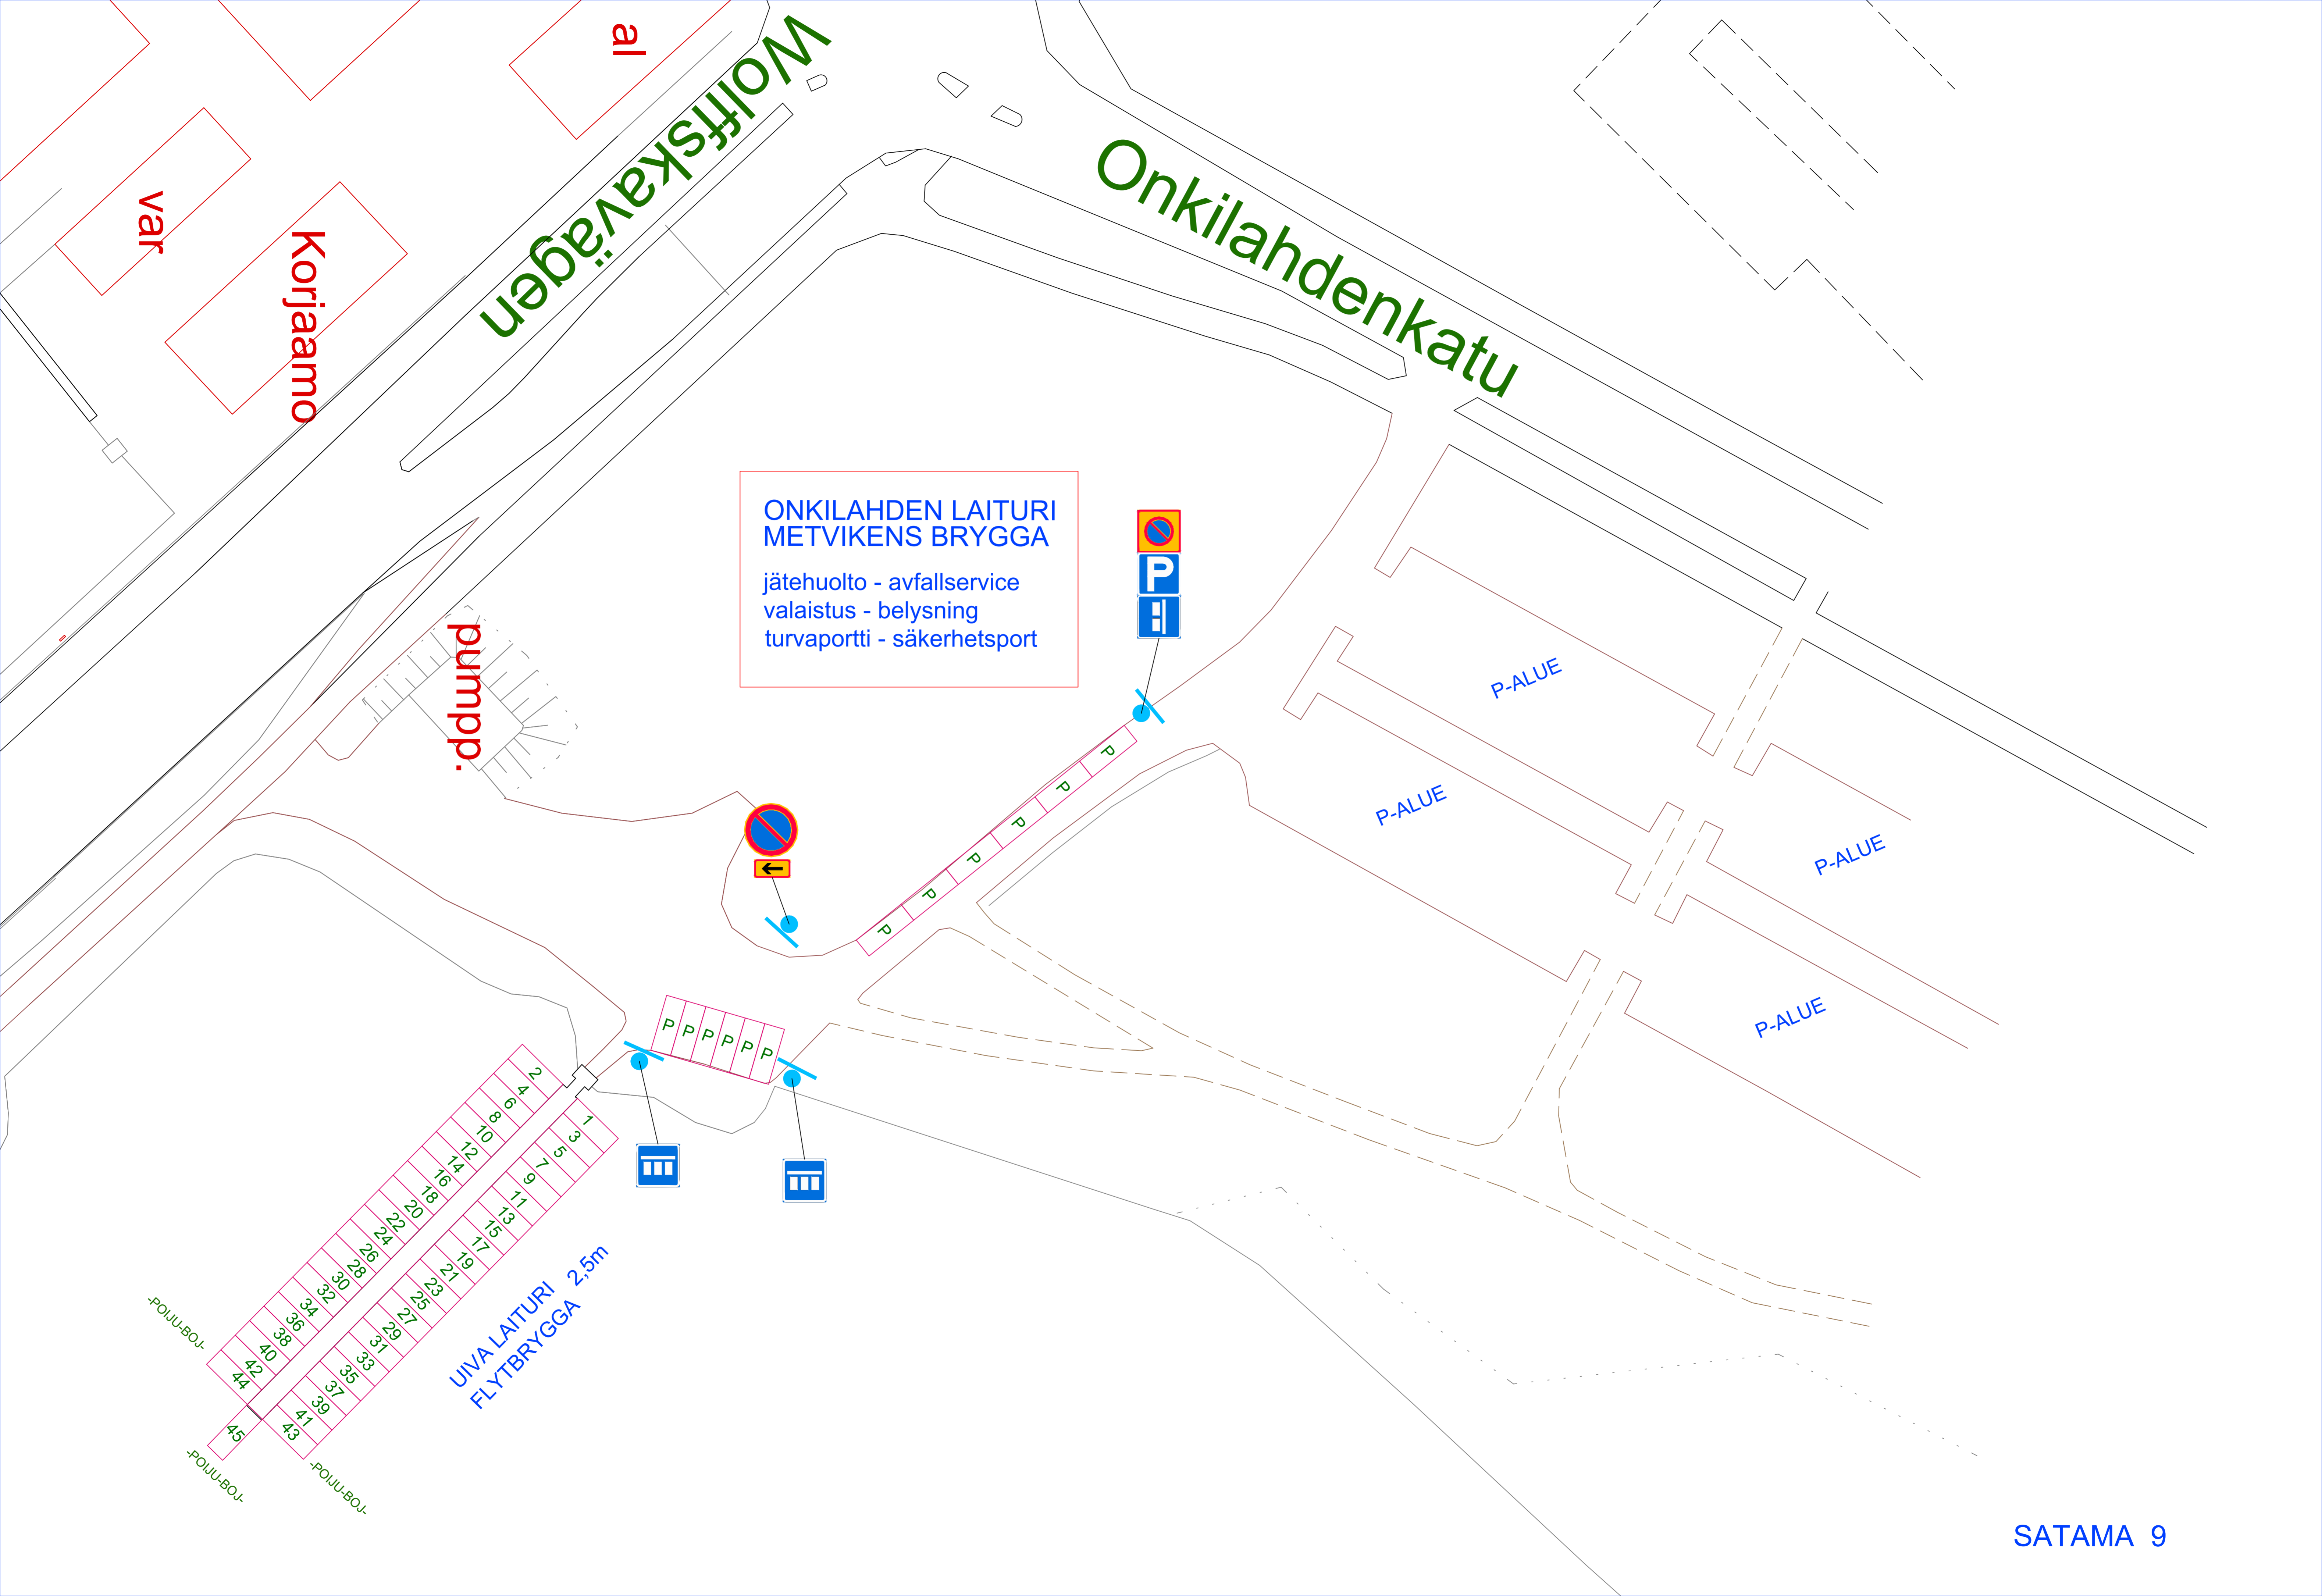 al
Wolffskavägen
var
Korjaamo
Onkilahdenkatu
ONKILAHDEN LAITURI
METVIKENS BRYGGA
jätehuolto - avfallservice
valaistus - belysning
turvaportti - säkerhetsport
P
pumpp.
P-ALUE
P-ALUE
P-ALUE
P-ALUE
P
P
P
P
P
P
P
P
P
P
P
P
2
4
6
8
10
12
14
16
18
20
22
24
26
28
30
32
34
36
38
40
42
44
1
3
5
7
9
11
13
15
17
19
21
23
25
27
29
31
33
35
37
39
41
43
45
UIVA LAITURI 2,5m
FLYTBRYGGA
-POIJU-BOJ-
-POIJU-BOJ-
-POIJU-BOJ-
SATAMA 9